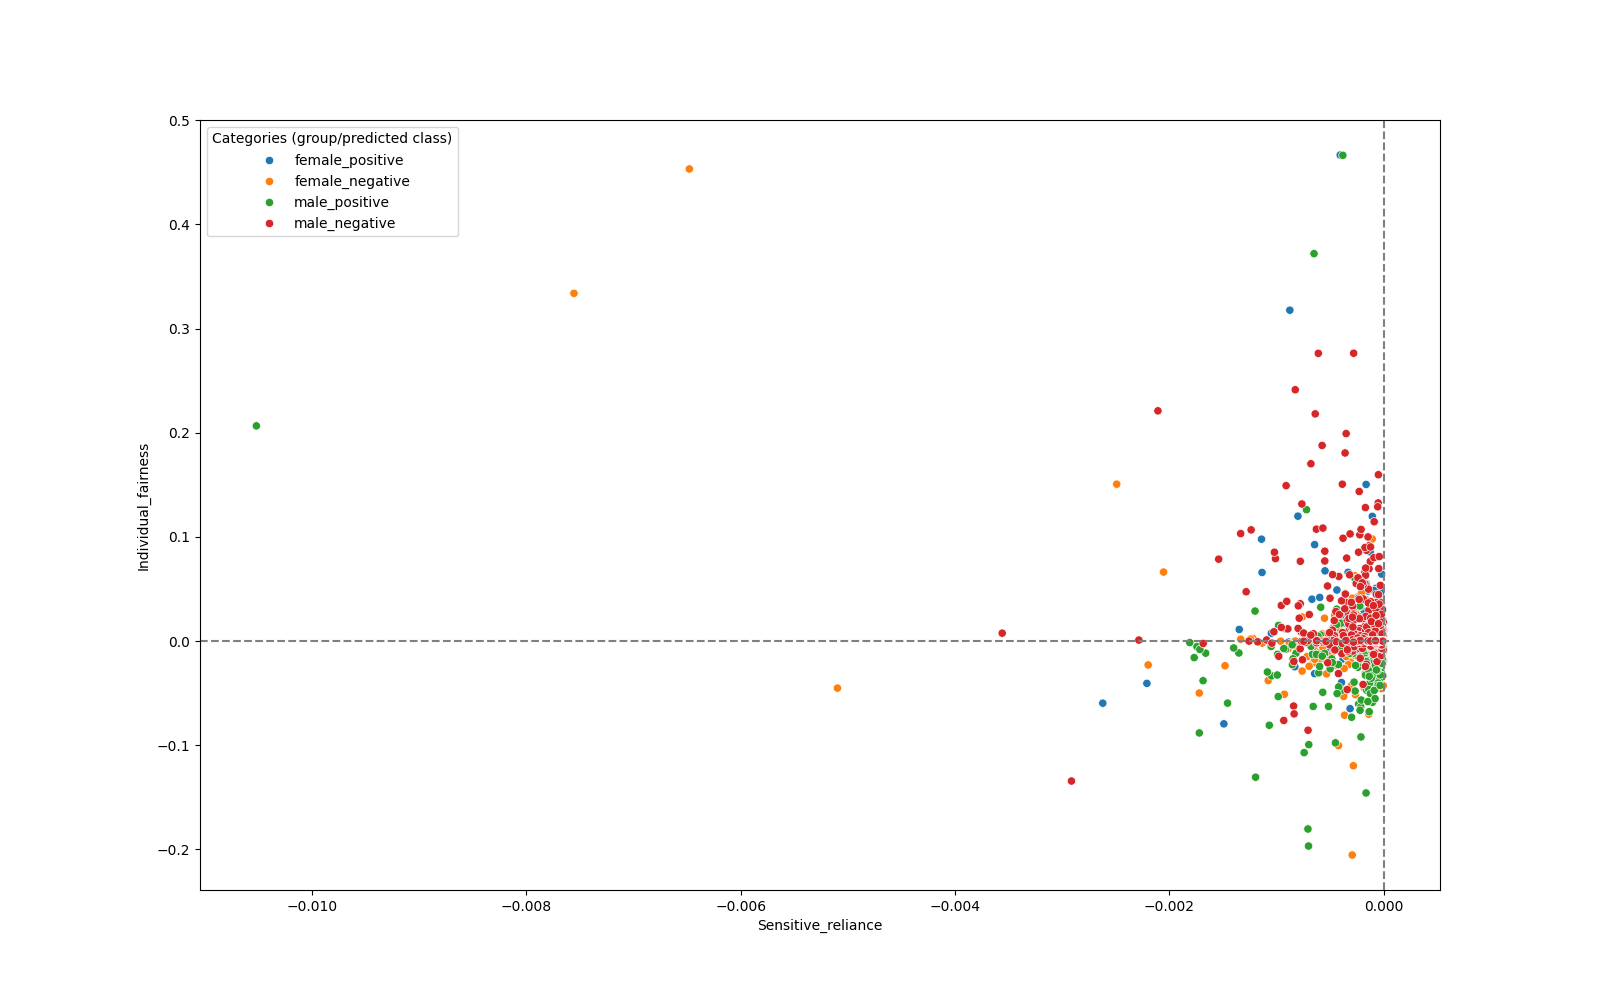 Categories (group/predicted class)
female_positive
female_negative
male_positive
male_negative
0.5
0.4
0.3
0.2
0.1
0.0
−0.1
−0.2
Individual_fairness
−0.010
−0.008
−0.006
−0.004
−0.002
0.000
Sensitive_reliance